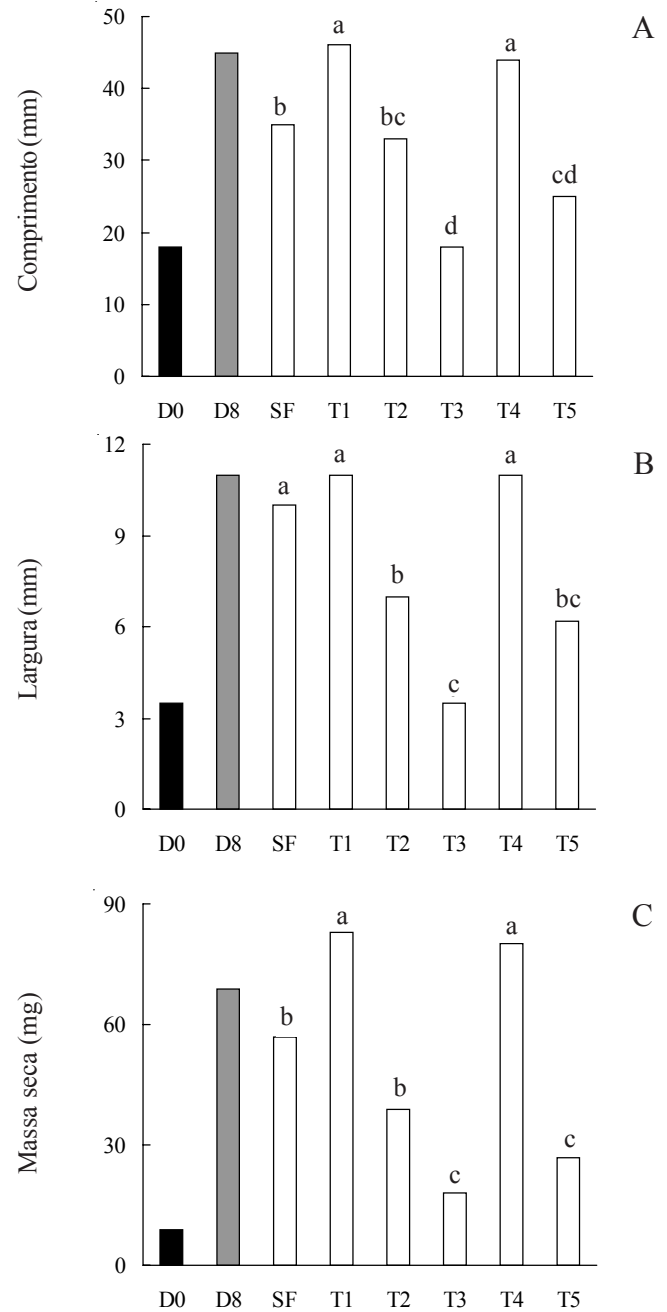 A
Comprimento (mm)
50
40
30
20
10
0
b
a
bc
d
a
cd
D0 D8 SF T1 T2 T3 T4 T5
B
Largura (mm)
12
9
6
3
0
a
a
b
c
a
bc
D0 D8 SF T1 T2 T3 T4 T5
C
Massa seca (mg)
90
60
30
0
b
a
b
c
a
c
D0 D8 SF T1 T2 T3 T4 T5